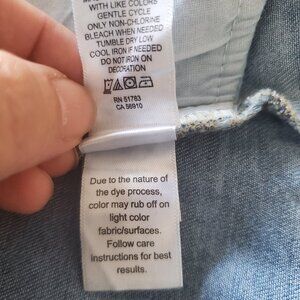 WITH LIKE COLORS
GENTLE CYCLE
ONLY NON-CHLORINE
BLEACH WHEN NEEDED
TUMBLE DRY LOW
COOL IRON IF NEEDED
DO NOT IRON ON
DECORATION
RN 51763
CA 56910
Due to the nature of
the dye process,
color may rub off on
light color
fabric/surfaces.
Follow care
instructions for best
results.